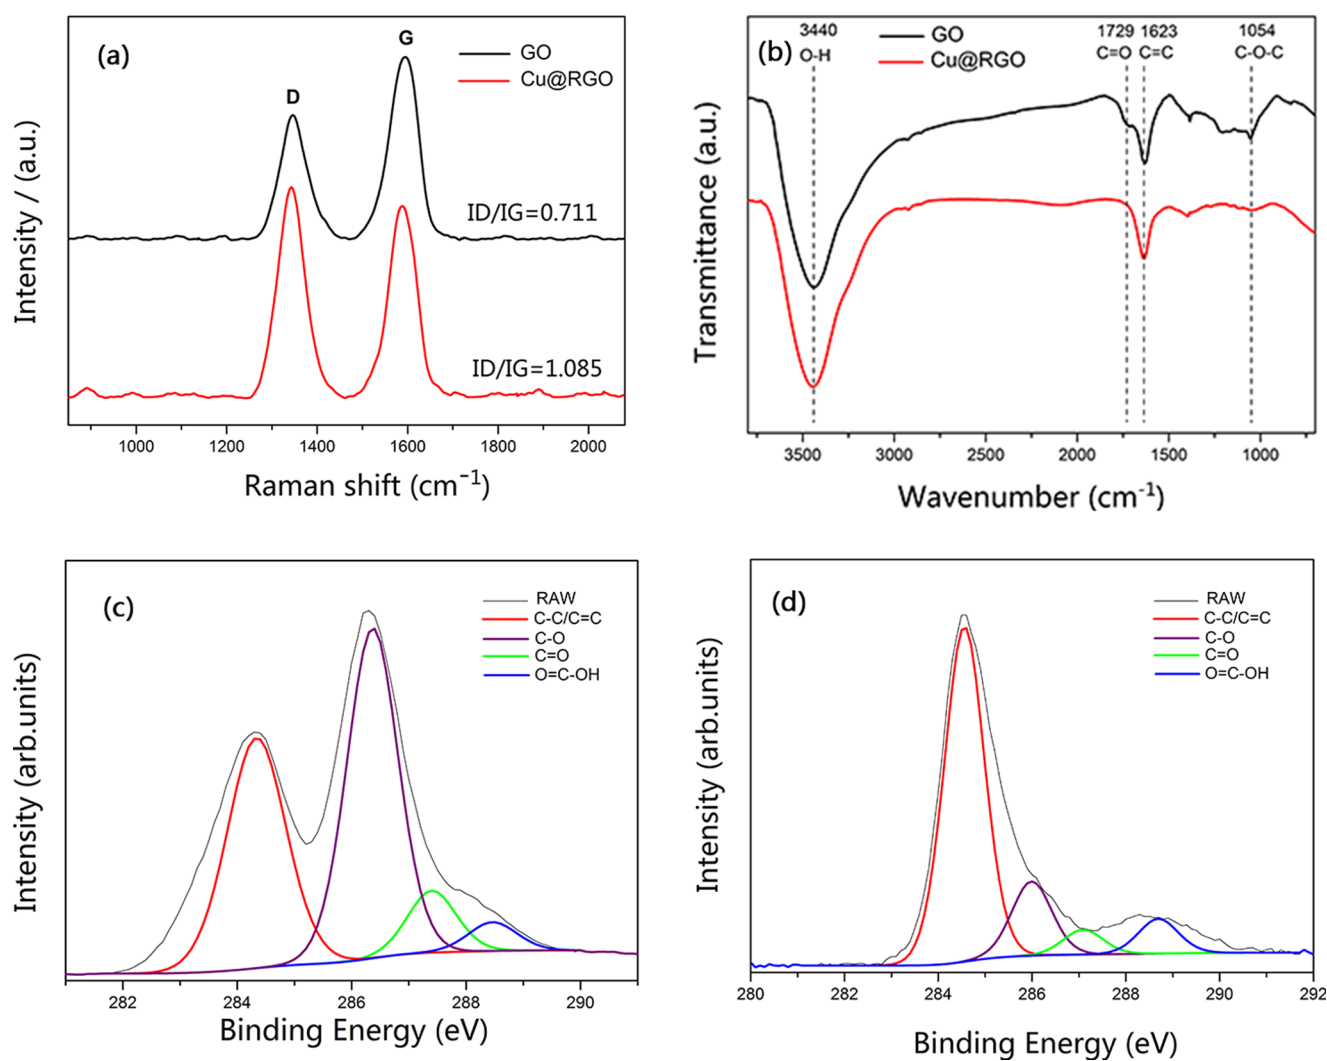 (a)
D
G
GO
Cu@RGO
ID/IG=0.711
ID/IG=1.085
Intensity / (a.u.)
1000 1200 1400 1600 1800 2000
Raman shift (cm⁻¹)
(b)
GO
Cu@RGO
3440
O-H
1729 1623
C=O C=C
1054
C-O-C
Transmittance (a.u.)
3500 3000 2500 2000 1500 1000
Wavenumber (cm⁻¹)
(c)
RAW
C-C/C=C
C-O
C=O
O=C-OH
Intensity (arb.units)
282 284 286 288 290
Binding Energy (eV)
(d)
RAW
C-C/C=C
C-O
C=O
O=C-OH
Intensity (arb.units)
280 282 284 286 288 290 292
Binding Energy (eV)